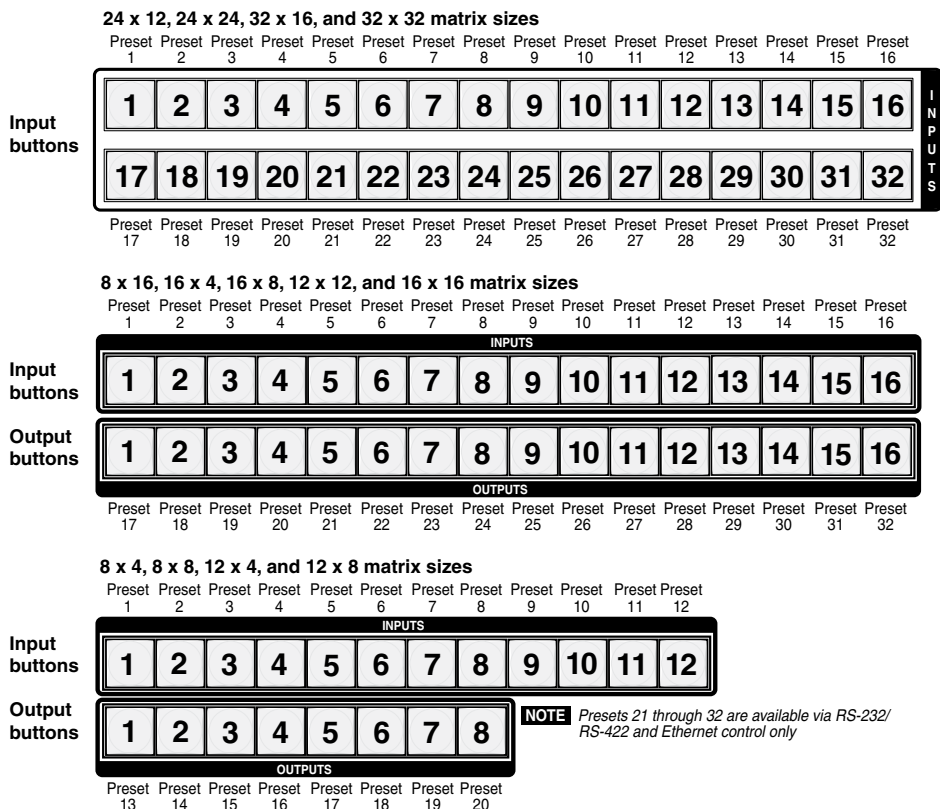 24 x 12, 24 x 24, 32 x 16, and 32 x 32 matrix sizes
Preset Preset Preset Preset Preset Preset Preset Preset Preset Preset Preset Preset Preset Preset Preset Preset
1 2 3 4 5 6 7 8 9 10 11 12 13 14 15 16
Input
buttons
1 2 3 4 5 6 7 8 9 10 11 12 13 14 15 16
17 18 19 20 21 22 23 24 25 26 27 28 29 30 31 32
INPUTS
Preset Preset Preset Preset Preset Preset Preset Preset Preset Preset Preset Preset Preset Preset Preset Preset
17 18 19 20 21 22 23 24 25 26 27 28 29 30 31 32
8 x 16, 16 x 4, 16 x 8, 12 x 12, and 16 x 16 matrix sizes
Preset Preset Preset Preset Preset Preset Preset Preset Preset Preset Preset Preset Preset Preset Preset Preset
1 2 3 4 5 6 7 8 9 10 11 12 13 14 15 16
INPUTS
Input
buttons
1 2 3 4 5 6 7 8 9 10 11 12 13 14 15 16
Output
buttons
1 2 3 4 5 6 7 8 9 10 11 12 13 14 15 16
OUTPUTS
Preset Preset Preset Preset Preset Preset Preset Preset Preset Preset Preset Preset Preset Preset Preset Preset
17 18 19 20 21 22 23 24 25 26 27 28 29 30 31 32
8 x 4, 8 x 8, 12 x 4, and 12 x 8 matrix sizes
Preset Preset Preset Preset Preset Preset Preset Preset Preset Preset Preset Preset
1 2 3 4 5 6 7 8 9 10 11 12
INPUTS
Input
buttons
1 2 3 4 5 6 7 8 9 10 11 12
Output
buttons
1 2 3 4 5 6 7 8
OUTPUTS
NOTE Presets 21 through 32 are available via RS-232/
RS-422 and Ethernet control only
Preset Preset Preset Preset Preset Preset Preset Preset
13 14 15 16 17 18 19 20